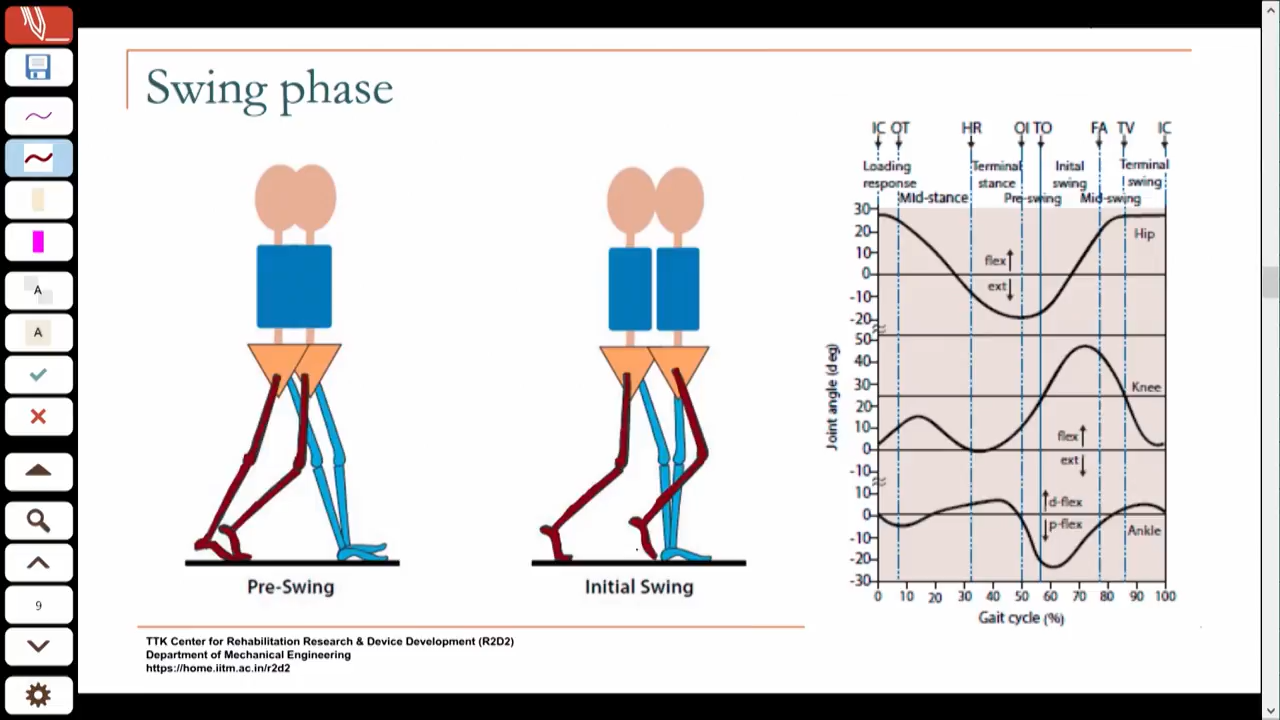 Swing phase
IC OT HR OI TO FA TV IC
Loading
response
Mid-stance
Terminal
stance
Pre-swing
Inital
swing
Mid-swing
Terminal
swing
30
20
10
0
-10
-20
Hip
flex
ext
50
40
30
20
10
0
-10
Knee
flex
ext
10
0
-10
-20
-30
d-flex
p-flex
Ankle
Joint angle (deg)
0 10 20 30 40 50 60 70 80 90 100
Gait cycle (%)
Pre-Swing
Initial Swing
TTK Center for Rehabilitation Research & Device Development (R2D2)
Department of Mechanical Engineering
https://home.iitm.ac.in/r2d2
A
A
9